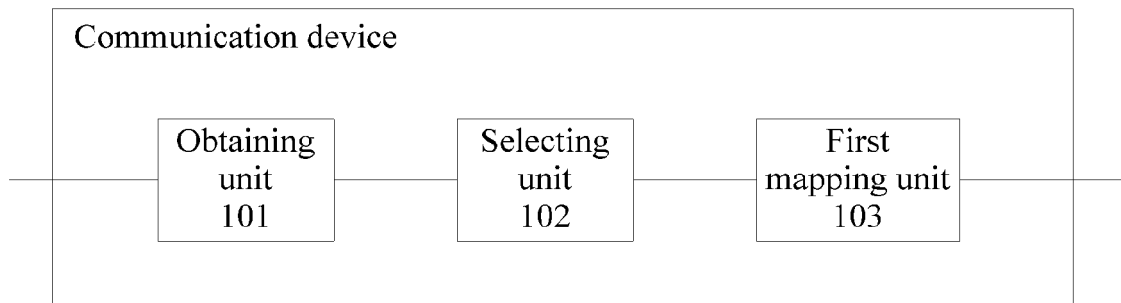 Communication device
Obtaining
unit
101
Selecting
unit
102
First
mapping unit
103